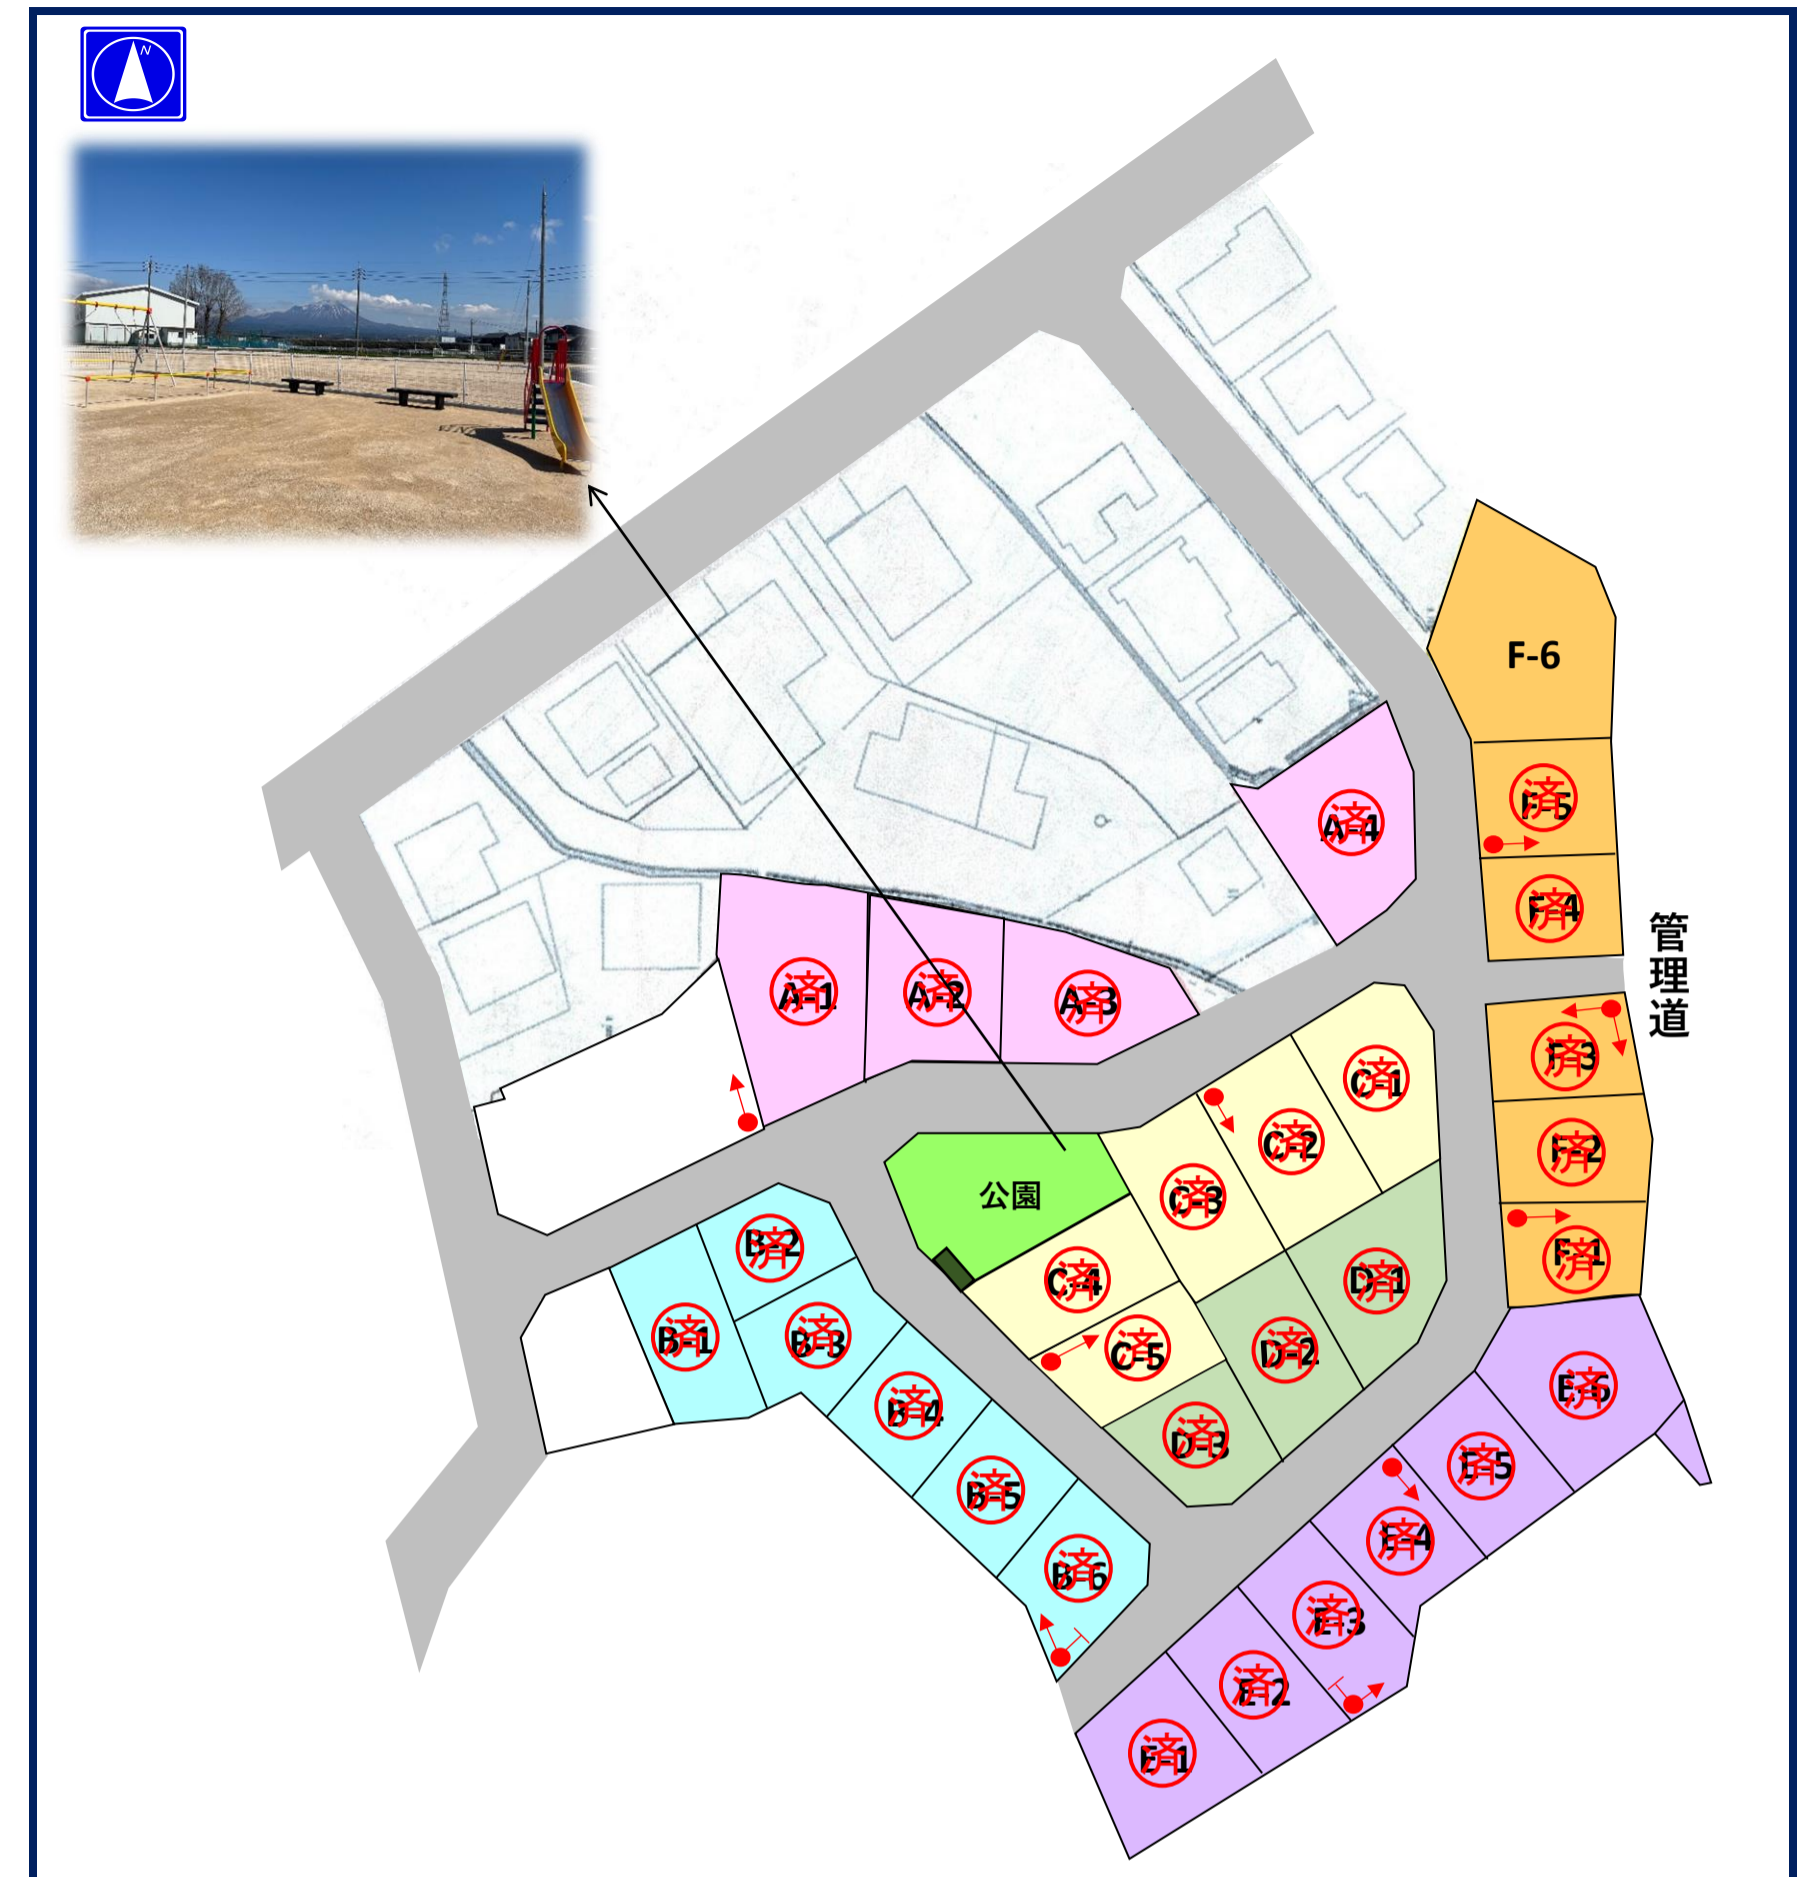 N
F-6
済
F-5
済
A-4
済
F-4
管理道
済
A-1
済
A-2
済
A-3
済
F-3
済
C-1
済
C-2
済
F-2
済
C-3
公園
済
B-2
済
F-1
済
C-4
済
D-1
済
B-1
済
B-3
済
C-5
済
D-2
済
E-6
済
B-4
済
D-3
済
E-5
済
B-5
済
E-4
済
B-6
済
E-3
済
E-2
済
E-1